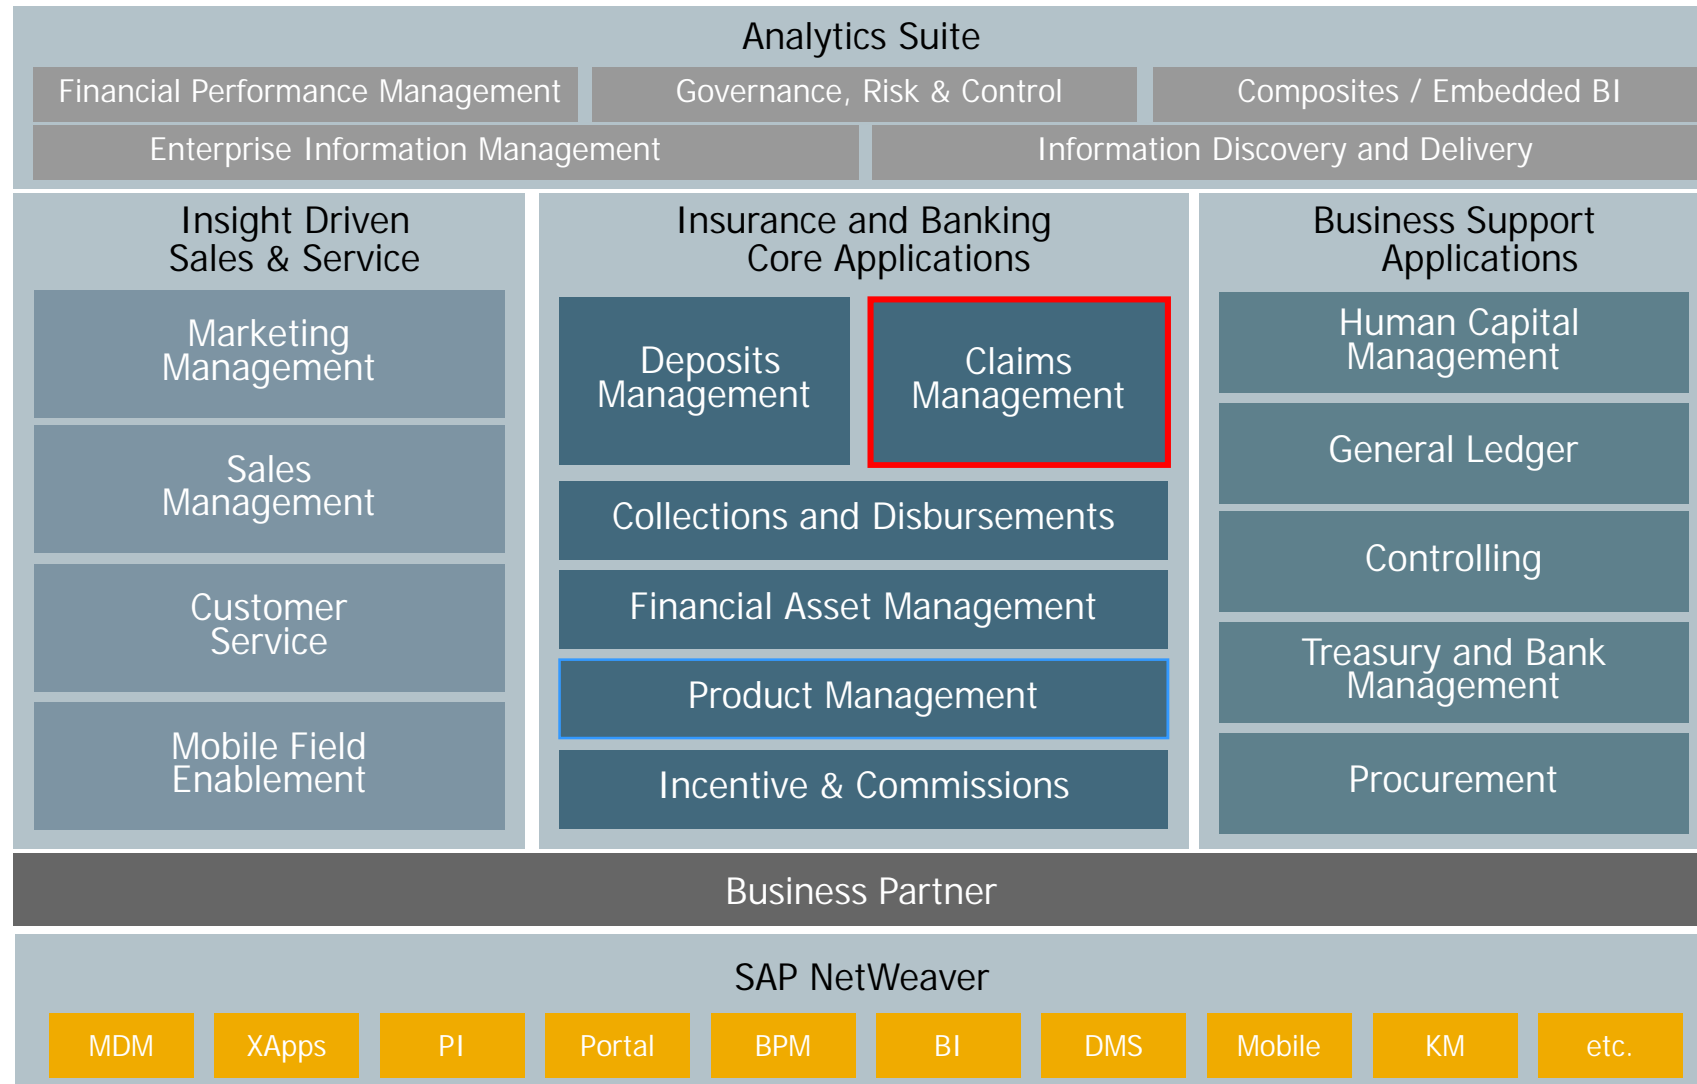 Analytics Suite
Financial Performance Management
Governance, Risk & Control
Composites / Embedded BI
Enterprise Information Management
Information Discovery and Delivery
Insight Driven
Sales & Service
Marketing
Management
Sales
Management
Customer
Service
Mobile Field
Enablement
Insurance and Banking
Core Applications
Deposits
Management
Claims
Management
Collections and Disbursements
Financial Asset Management
Product Management
Incentive & Commissions
Business Support
Applications
Human Capital
Management
General Ledger
Controlling
Treasury and Bank
Management
Procurement
Business Partner
SAP NetWeaver
MDM
XApps
PI
Portal
BPM
BI
DMS
Mobile
KM
etc.